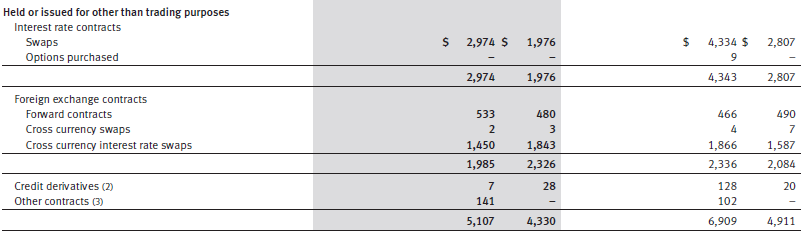 Held or issued for other than trading purposes
Interest rate contracts
Swaps $ 2,974 $ 1,976 $ 4,334 $ 2,807
Options purchased – – 9 –
2,974 1,976 4,343 2,807
Foreign exchange contracts
Forward contracts 533 480 466 490
Cross currency swaps 2 3 4 7
Cross currency interest rate swaps 1,450 1,843 1,866 1,587
1,985 2,326 2,336 2,084
Credit derivatives (2) 7 28 128 20
Other contracts (3) 141 – 102 –
5,107 4,330 6,909 4,911